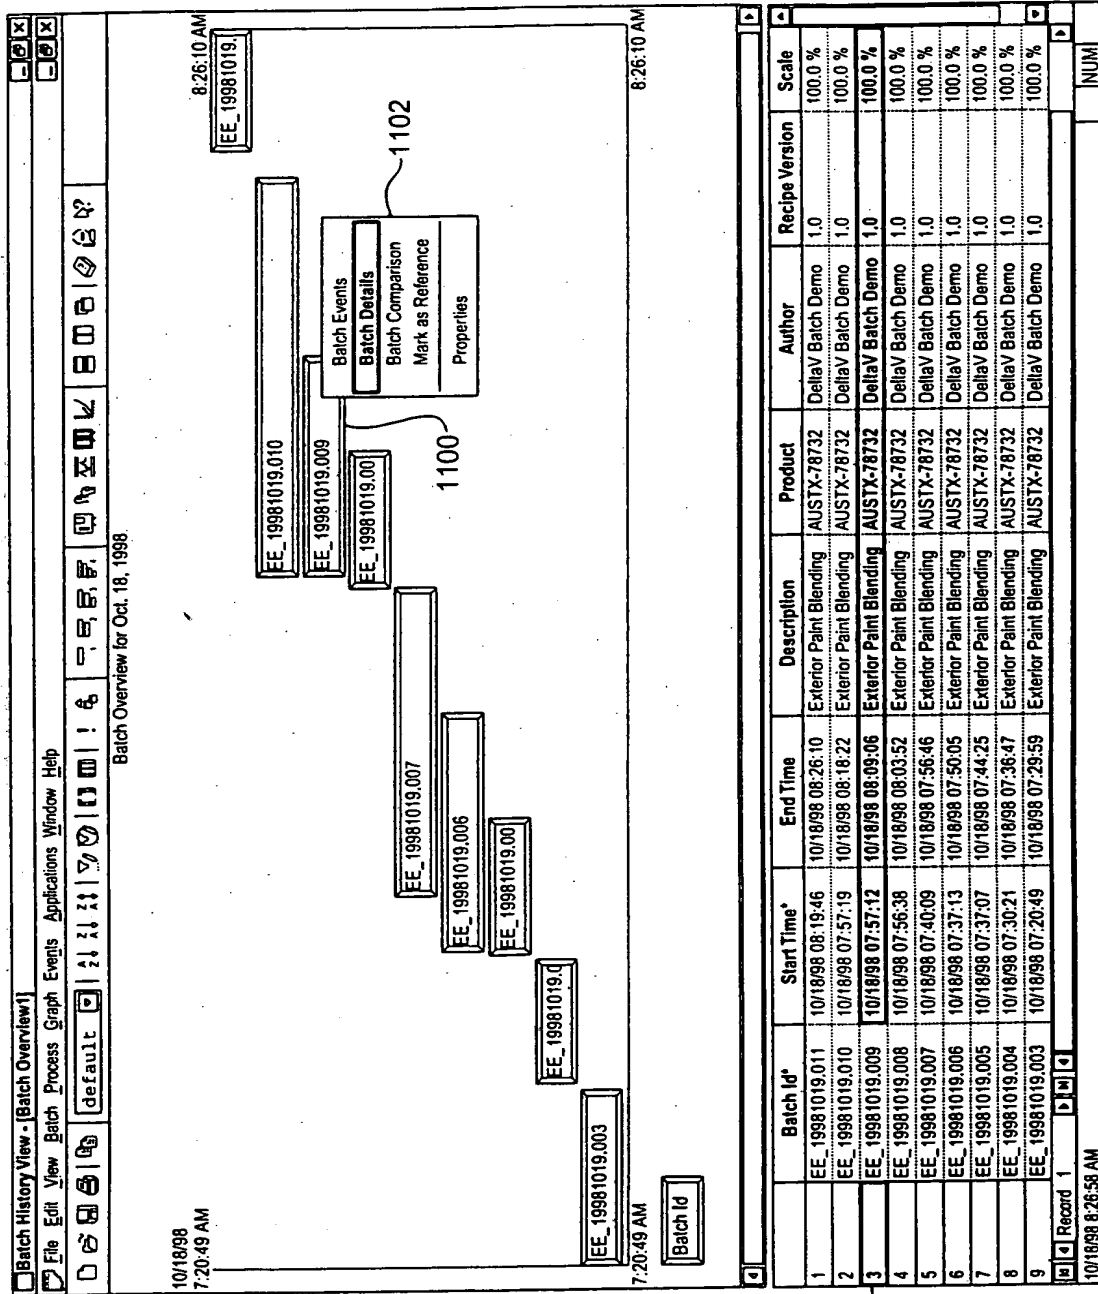 Batch History View - [Batch Overview1]
File Edit View Batch Process Graph Events Applications Window Help
default
Batch Overview for Oct. 18, 1998
10/18/98
7:20:49 AM
8:26:10 AM
EE_19981019.
EE_19981019.010
EE_19981019.009
EE_19981019.00
EE_19981019.007
EE_19981019.006
EE_19981019.00
EE_19981019.0
EE_19981019.003
Batch Events
Batch Details
Batch Comparison
Mark as Reference
Properties
1102
1100
7:20:49 AM
8:26:10 AM
Batch Id
Batch Id* Start Time* End Time Description Product Author Recipe Version Scale
1 EE_19981019.011 10/18/98 08:19:46 10/18/98 08:26:10 Exterior Paint Blending AUSTX-78732 DeltaV Batch Demo 1.0 100.0 %
2 EE_19981019.010 10/18/98 07:57:19 10/18/98 08:18:22 Exterior Paint Blending AUSTX-78732 DeltaV Batch Demo 1.0 100.0 %
3 EE_19981019.009 10/18/98 07:57:12 10/18/98 08:09:06 Exterior Paint Blending AUSTX-78732 DeltaV Batch Demo 1.0 100.0 %
4 EE_19981019.008 10/18/98 07:56:38 10/18/98 08:03:52 Exterior Paint Blending AUSTX-78732 DeltaV Batch Demo 1.0 100.0 %
5 EE_19981019.007 10/18/98 07:40:09 10/18/98 07:56:46 Exterior Paint Blending AUSTX-78732 DeltaV Batch Demo 1.0 100.0 %
6 EE_19981019.006 10/18/98 07:37:13 10/18/98 07:50:05 Exterior Paint Blending AUSTX-78732 DeltaV Batch Demo 1.0 100.0 %
7 EE_19981019.005 10/18/98 07:37:07 10/18/98 07:44:25 Exterior Paint Blending AUSTX-78732 DeltaV Batch Demo 1.0 100.0 %
8 EE_19981019.004 10/18/98 07:30:21 10/18/98 07:36:47 Exterior Paint Blending AUSTX-78732 DeltaV Batch Demo 1.0 100.0 %
9 EE_19981019.003 10/18/98 07:20:49 10/18/98 07:29:59 Exterior Paint Blending AUSTX-78732 DeltaV Batch Demo 1.0 100.0 %
Record 1
10/18/98 8:26:58 AM
NUM